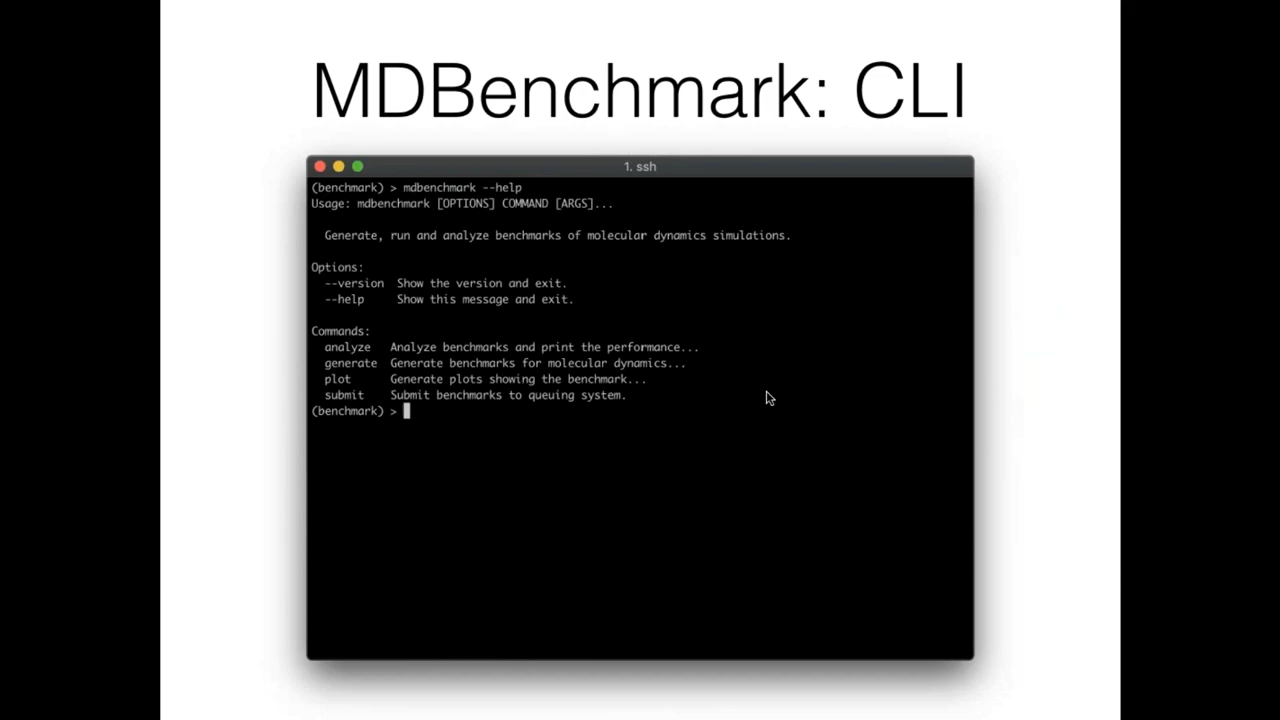 MDBenchmark: CLI
1. ssh
(benchmark) > mdbenchmark --help
Usage: mdbenchmark [OPTIONS] COMMAND [ARGS]...
Generate, run and analyze benchmarks of molecular dynamics simulations.
Options:
--version  Show the version and exit.
--help     Show this message and exit.
Commands:
analyze   Analyze benchmarks and print the performance...
generate  Generate benchmarks for molecular dynamics...
plot      Generate plots showing the benchmark...
submit    Submit benchmarks to queuing system.
(benchmark) >